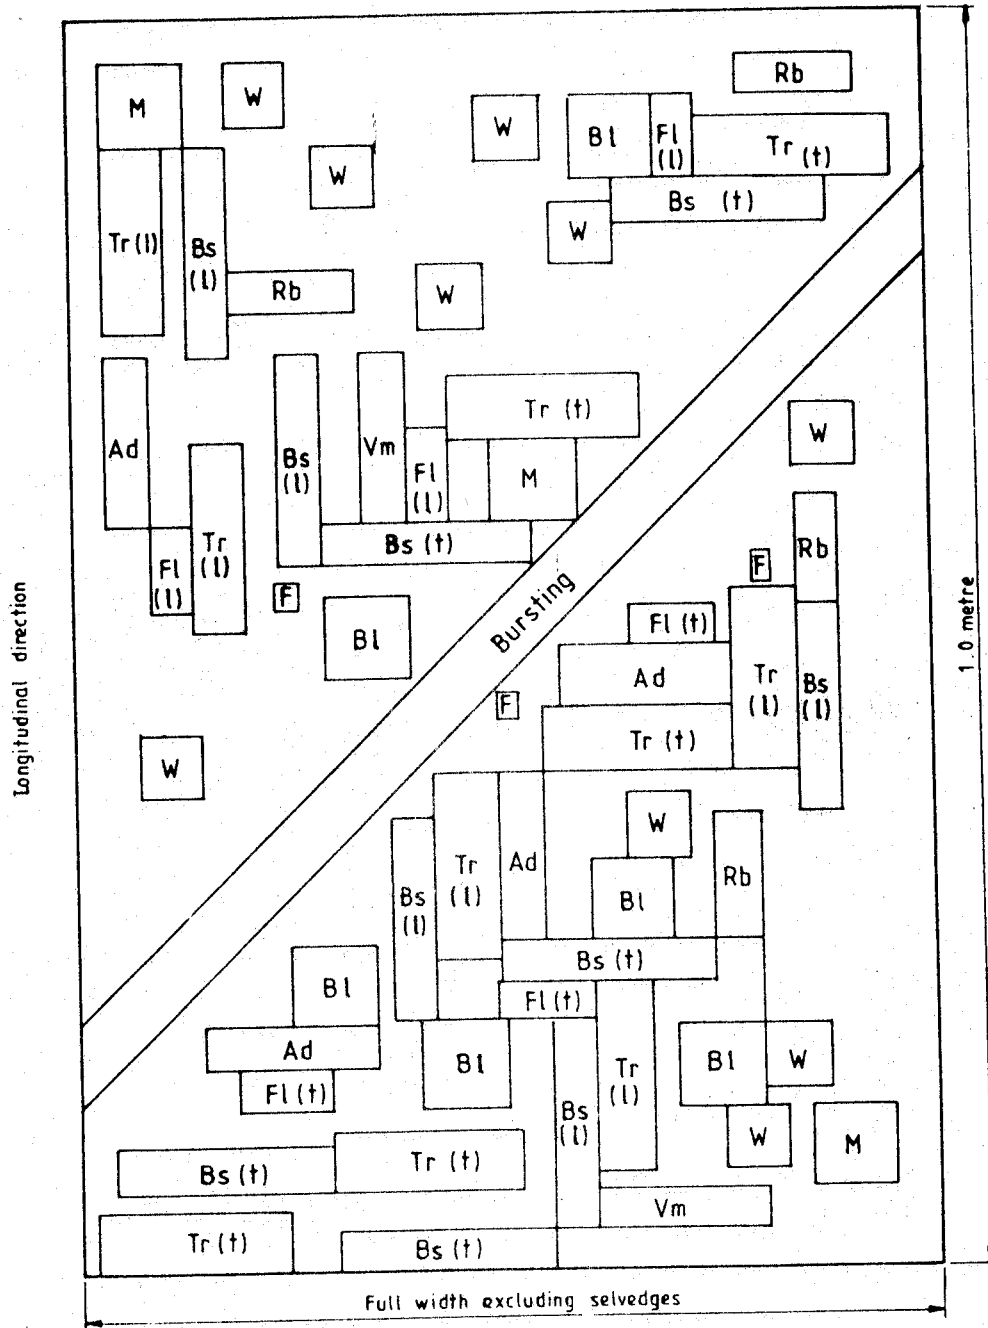 Rb
M
W
W
Bl
Fl
(l)
Tr (t)
W
Bs (t)
W
Tr(l)
Bs
(l)
Rb
W
Tr (t)
W
Ad
Bs
(l)
Vm
Fl
(l)
M
Bs (t)
Tr
(l)
Fl
(l)
Rb
F
F
Bursting
Fl (t)
Bl
Ad
Tr
(l)
Bs
(l)
F
Tr (t)
W
W
Tr
(l)
Ad
Rb
Bs
(l)
Bl
Bs (t)
Bl
Fl (t)
Ad
Bl
Tr
(l)
Bl
W
Fl (t)
Bs
(l)
W
M
Bs (t)
Tr (t)
Vm
Tr (t)
Bs (t)
Longitudinal direction
1.0 metre
Full width excluding selvedges